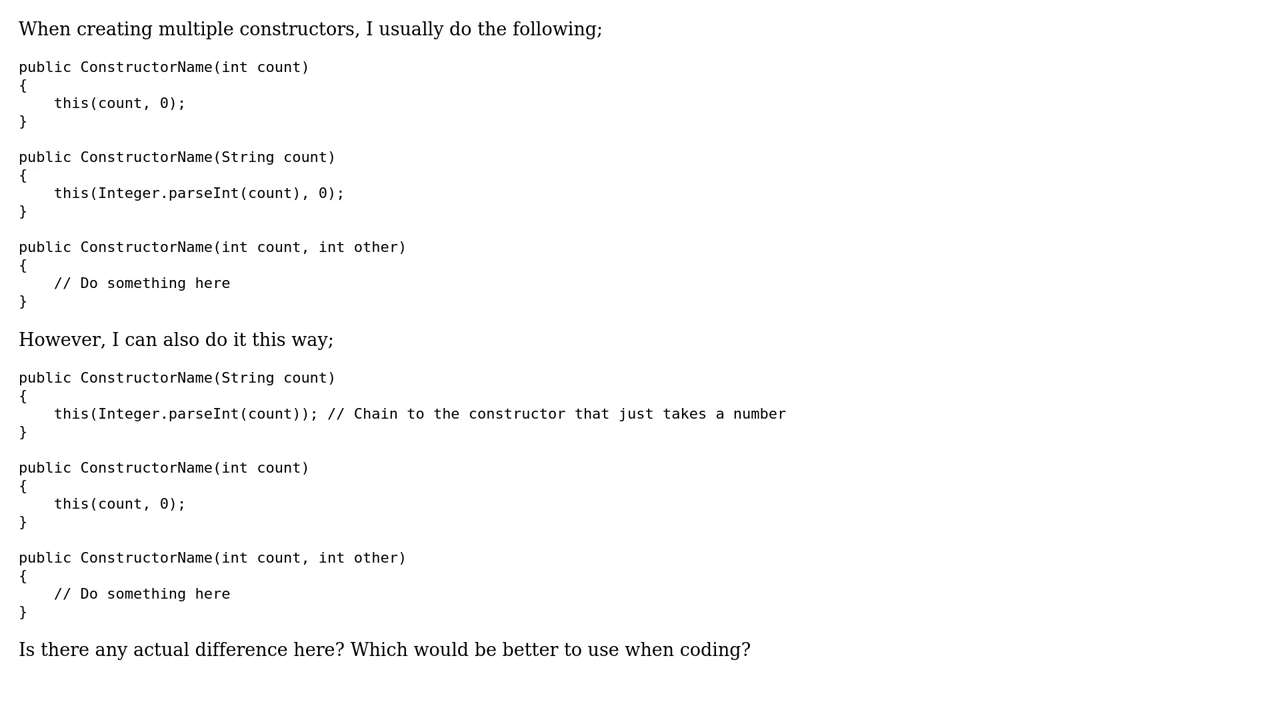 When creating multiple constructors, I usually do the following;
public ConstructorName(int count)
{
    this(count, 0);
}
public ConstructorName(String count)
{
    this(Integer.parseInt(count), 0);
}
public ConstructorName(int count, int other)
{
    // Do something here
}
However, I can also do it this way;
public ConstructorName(String count)
{
    this(Integer.parseInt(count)); // Chain to the constructor that just takes a number
}
public ConstructorName(int count)
{
    this(count, 0);
}
public ConstructorName(int count, int other)
{
    // Do something here
}
Is there any actual difference here? Which would be better to use when coding?